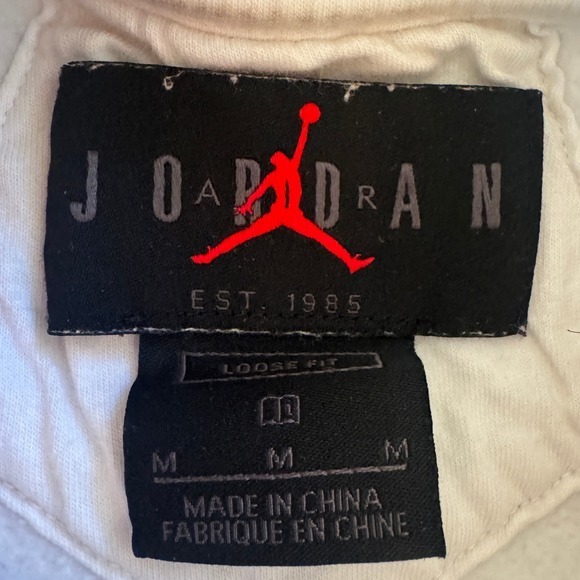 JORDAN
AIR
EST. 1985
LOOSE FIT
M M M
MADE IN CHINA
FABRIQUE EN CHINE